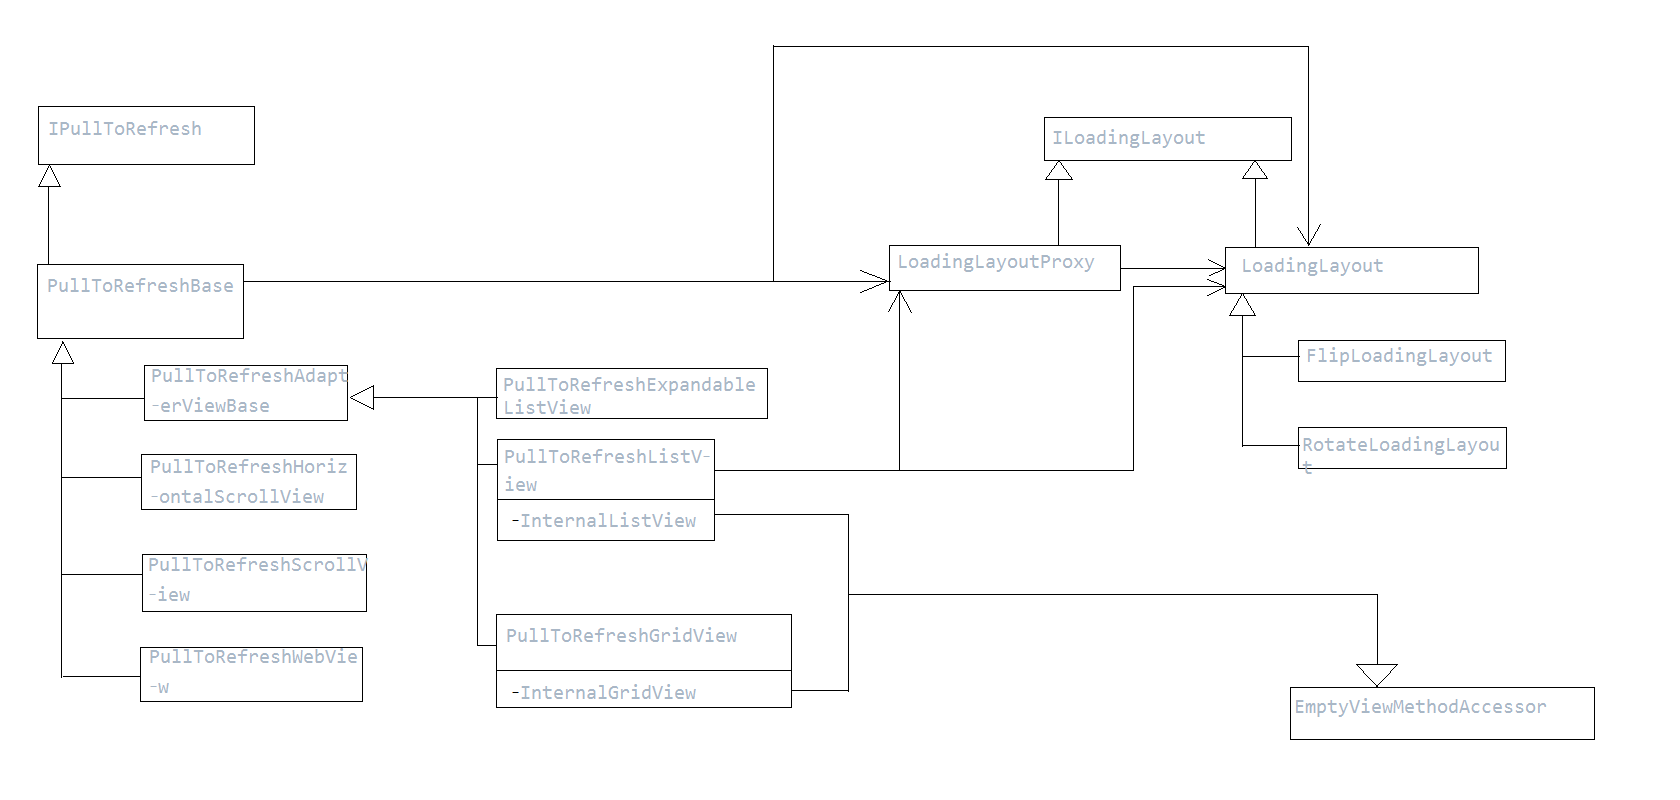 IPullToRefresh
ILoadingLayout
PullToRefreshBase
LoadingLayoutProxy
LoadingLayout
PullToRefreshAdapt
-erViewBase
PullToRefreshExpandable
ListView
FlipLoadingLayout
PullToRefreshListV-
iew
-InternalListView
RotateLoadingLayou
t
PullToRefreshHoriz
-ontalScrollView
PullToRefreshScrollV
-iew
PullToRefreshGridView
-InternalGridView
PullToRefreshWebVie
-w
EmptyViewMethodAccessor